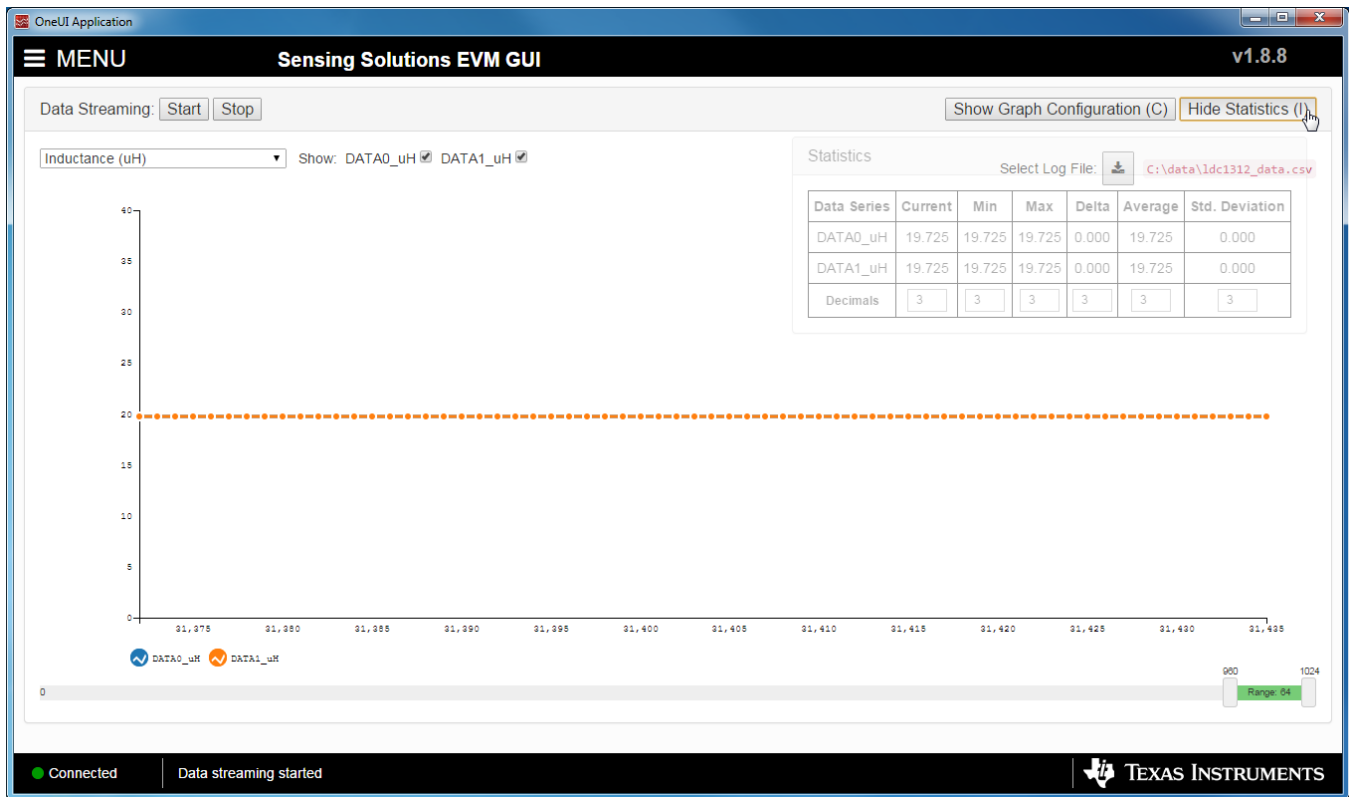 OneUI Application
MENU Sensing Solutions EVM GUI v1.8.8
Data Streaming: Start Stop Show Graph Configuration (C) Hide Statistics (I)
Inductance (uH) Show: DATA0_uH DATA1_uH
Statistics
Select Log File: C:\data\ldc1312_data.csv
Data Series Current Min Max Delta Average Std. Deviation
DATA0_uH 19.725 19.725 19.725 0.000 19.725 0.000
DATA1_uH 19.725 19.725 19.725 0.000 19.725 0.000
Decimals 3 3 3 3 3 3
40
35
30
25
20
15
10
5
0
31,375 31,380 31,385 31,390 31,395 31,400 31,405 31,410 31,415 31,420 31,425 31,430 31,435
DATA0_uH DATA1_uH
960 1024
0 Range: 64
Connected Data streaming started TEXAS INSTRUMENTS